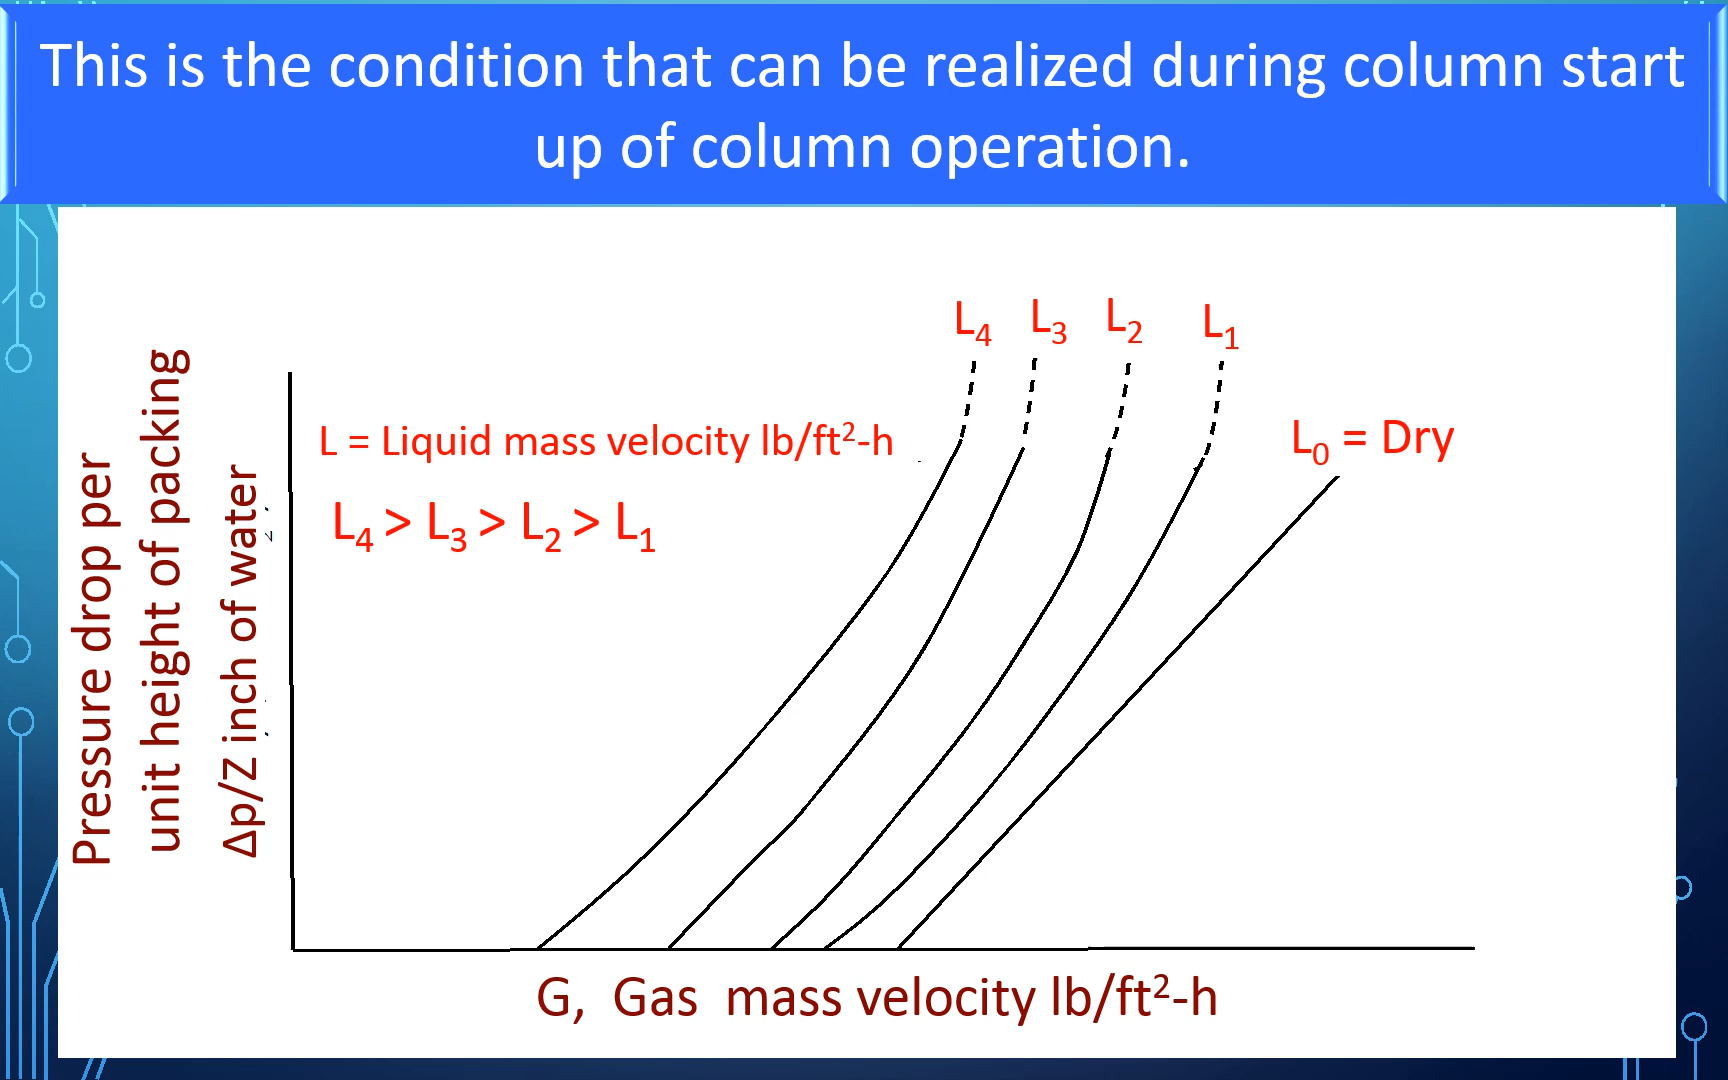 This is the condition that can be realized during column start
up of column operation.
L₄ L₃ L₂ L₁
L = Liquid mass velocity lb/ft²-h
L₀ = Dry
L₄ > L₃ > L₂ > L₁
Pressure drop per
unit height of packing
Δp/Z inch of water
G, Gas mass velocity lb/ft²-h